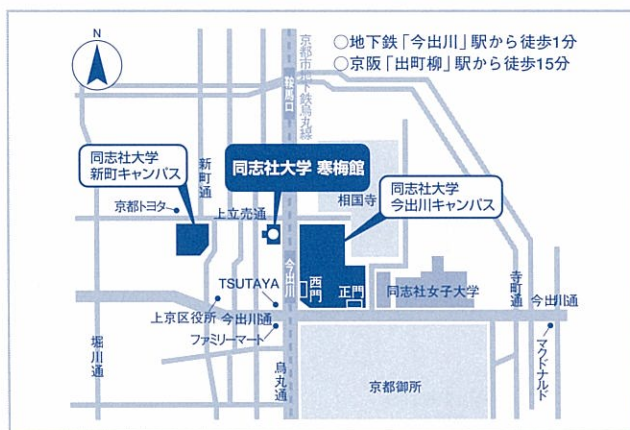 N
○地下鉄「今出川」駅から徒歩1分
○京阪「出町柳」駅から徒歩15分
京都市地下鉄烏丸線
鞍馬口
同志社大学
新町キャンパス
新町通
同志社大学 寒梅館
同志社大学
今出川キャンパス
相国寺
京都トヨタ
上立売通
今出川
西門
正門
同志社女子大学
寺町通
今出川通
TSUTAYA
上京区役所
今出川通
ファミリーマート
マクドナルド
堀川通
烏丸通
京都御所